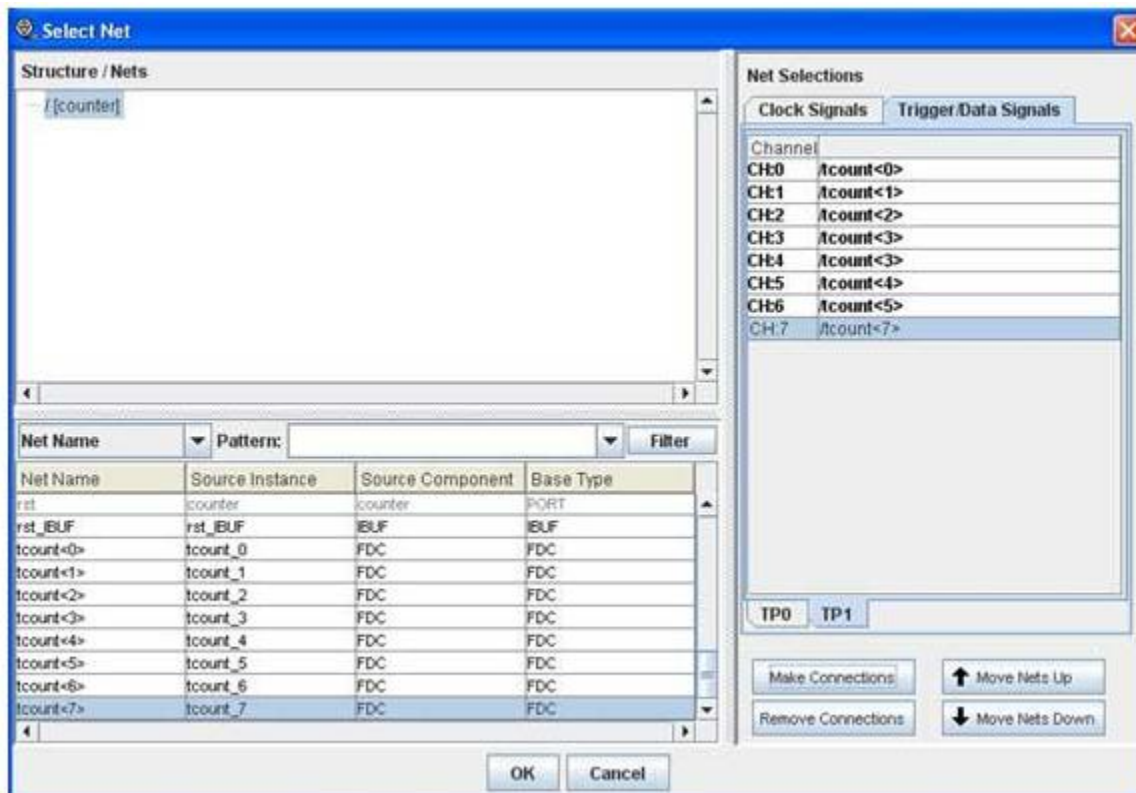 Select Net
Structure / Nets
/ [counter]
Net Name Pattern: Filter
Net Name Source Instance Source Component Base Type
rst counter counter PORT
rst_IBUF rst_IBUF IBUF IBUF
tcount<0> tcount_0 FDC FDC
tcount<1> tcount_1 FDC FDC
tcount<2> tcount_2 FDC FDC
tcount<3> tcount_3 FDC FDC
tcount<4> tcount_4 FDC FDC
tcount<5> tcount_5 FDC FDC
tcount<6> tcount_6 FDC FDC
tcount<7> tcount_7 FDC FDC
Net Selections
Clock Signals Trigger/Data Signals
Channel
CH:0 /tcount<0>
CH:1 /tcount<1>
CH:2 /tcount<2>
CH:3 /tcount<3>
CH:4 /tcount<3>
CH:5 /tcount<4>
CH:6 /tcount<5>
CH:7 /tcount<7>
TP0 TP1
Make Connections Move Nets Up
Remove Connections Move Nets Down
OK Cancel